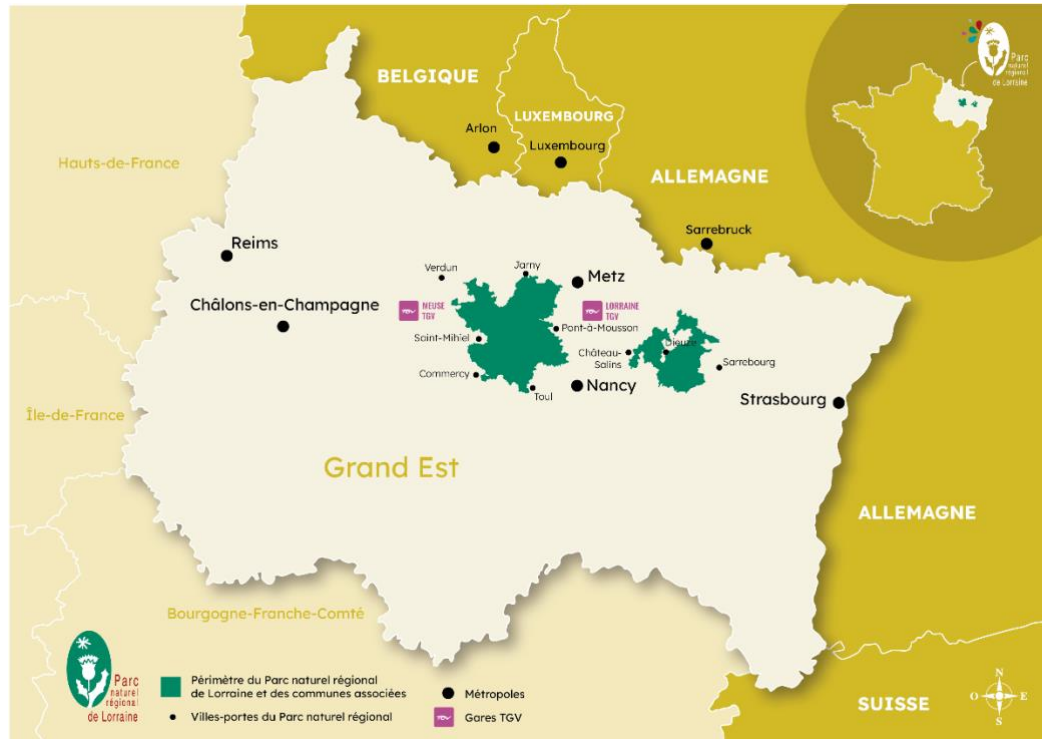 Parc
naturel
régional
de Lorraine
BELGIQUE
LUXEMBOURG
Arlon
Luxembourg
Hauts-de-France
ALLEMAGNE
Sarrebruck
Reims
Verdun
Jarny
Metz
Châlons-en-Champagne
MEUSE
TGV
LORRAINE
TGV
Pont-à-Mousson
Saint-Mihiel
Château-
Salins
Dieuze
Sarrebourg
Commercy
Toul
Nancy
Strasbourg
Île-de-France
Grand Est
ALLEMAGNE
Bourgogne-Franche-Comté
Parc
naturel
régional
de Lorraine
Périmètre du Parc naturel régional
de Lorraine et des communes associées
Villes-portes du Parc naturel régional
Métropoles
TGV
Gares TGV
SUISSE
N
O
E
S